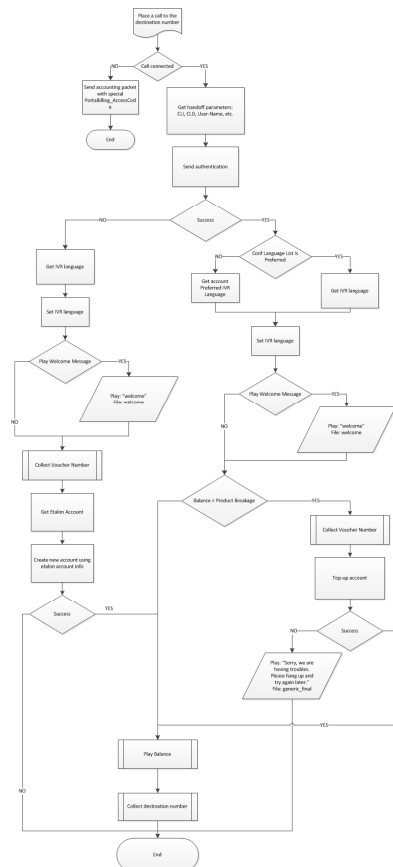 Place a call to the
destination number
Call connected
NO
YES
Send accounting packet
with special
PortaBilling_AccessCod
e
End
Get handoff parameters:
CLI, CLD, User-Name, etc.
Send authentication
Success
NO
YES
Get IVR language
Set IVR language
Play Welcome Message
YES
NO
Play: "welcome"
File: welcome
Collect Voucher Number
Get Etalon Account
Create new account using
etalon account info
Success
YES
NO
Conf Language List Is
Preferred
NO
YES
Get account
Preferred IVR
Language
Get IVR language
Set IVR language
Play Welcome Message
YES
NO
Play: "welcome"
File: welcome
Balance < Product Breakage
YES
Collect Voucher Number
Top-up account
Success
NO
YES
Play: "Sorry, we are
having troubles.
Please hang up and
try again later."
File: generic_final
Play Balance
Collect destination number
End